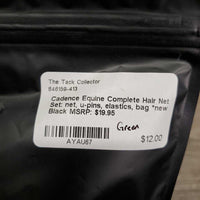 The Tack Collector
546159-413
Cadence Equine Complete Hair Net
Set: net, u-pins, elastics, bag *new
Black MSRP: $19.95
Green
$12.00
AYAU67